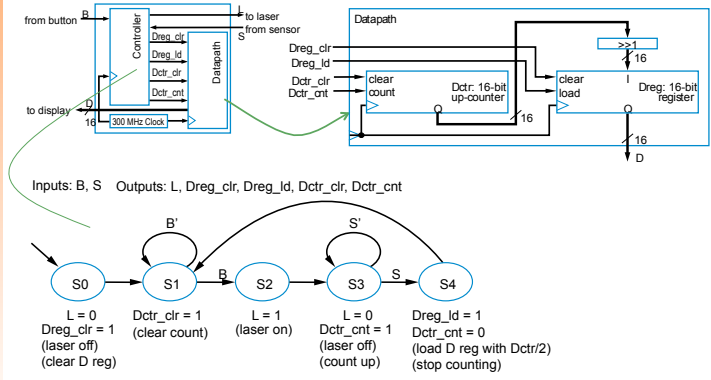 from button
B
Controller
L
to laser
from sensor
S
Dreg_clr
Dreg_ld
Dctr_clr
Dctr_cnt
Datapath
to display
D
16
300 MHz Clock
Datapath
>>1
16
Dreg_clr
Dreg_ld
Dctr_clr
Dctr_cnt
clear
count
Dctr: 16-bit
up-counter
Q
16
clear
load
I
Dreg: 16-bit
register
Q
16
D
Inputs: B, S Outputs: L, Dreg_clr, Dreg_ld, Dctr_clr, Dctr_cnt
B'
S'
S0
S1
B
S2
S3
S
S4
L = 0
Dreg_clr = 1
(laser off)
(clear D reg)
Dctr_clr = 1
(clear count)
L = 1
(laser on)
L = 0
Dctr_cnt = 1
(laser off)
(count up)
Dreg_ld = 1
Dctr_cnt = 0
(load D reg with Dctr/2)
(stop counting)